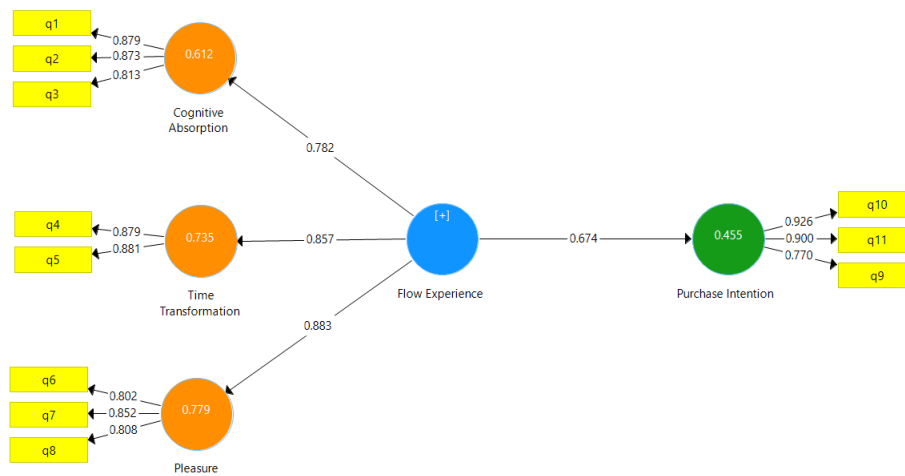 q1
q2
q3
0.879
0.873
0.813
0.612
Cognitive
Absorption
0.782
q4
q5
0.879
0.881
0.735
Time
Transformation
0.857
[+]
Flow Experience
0.674
0.455
Purchase Intention
0.926
0.900
0.770
q10
q11
q9
0.883
q6
q7
q8
0.802
0.852
0.808
0.779
Pleasure